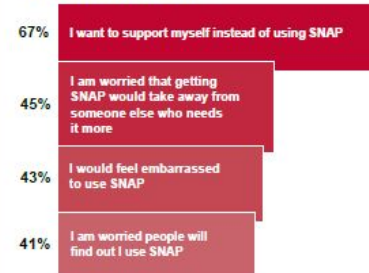 67% I want to support myself instead of using SNAP
I am worried that getting
45% SNAP would take away from
someone else who needs
it more
43% I would feel embarrassed
to use SNAP
41% I am worried people will
find out I use SNAP